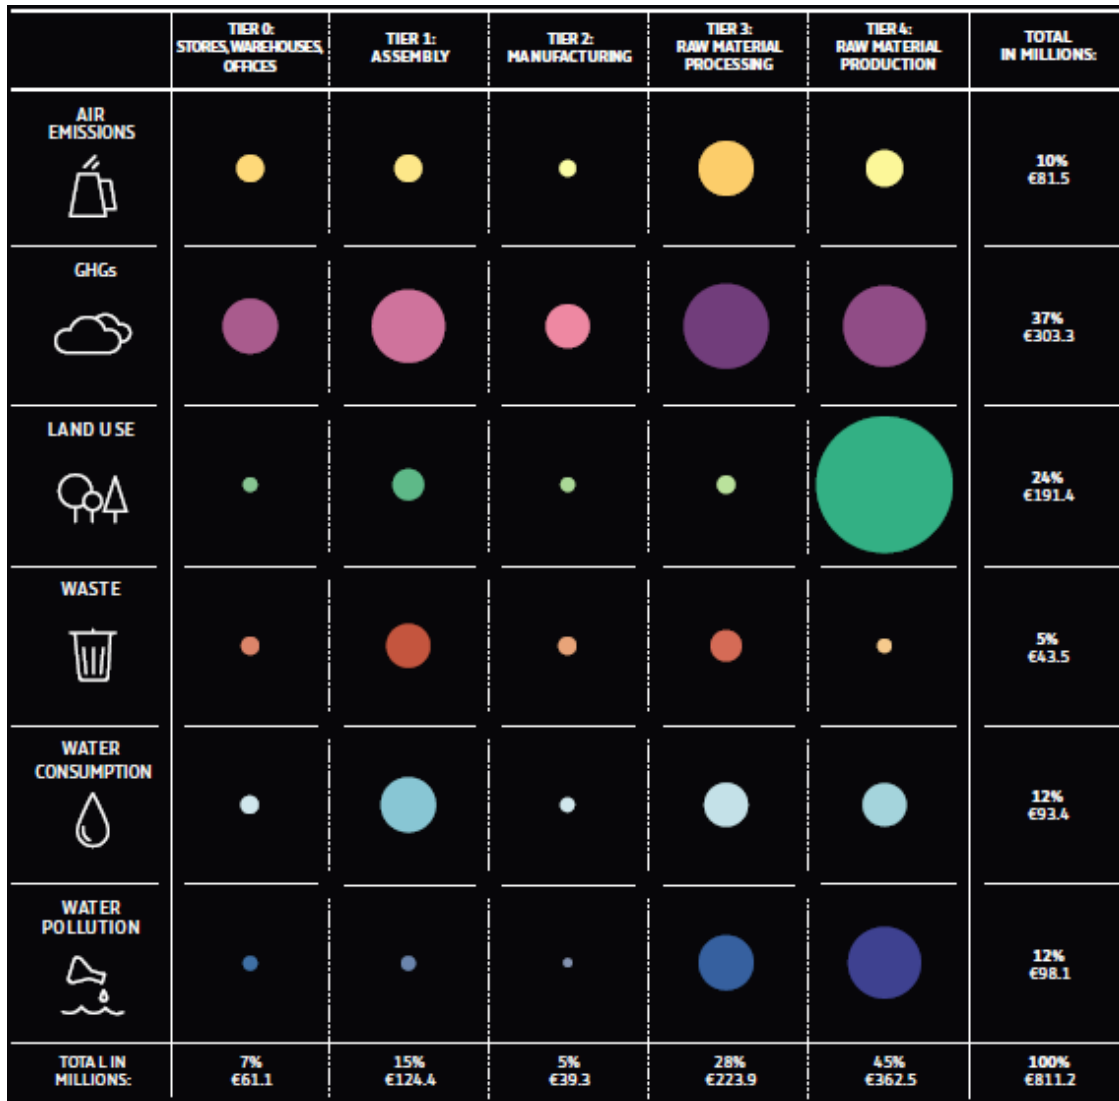 TIER 0:
STORES, WAREHOUSES,
OFFICES
TIER 1:
ASSEMBLY
TIER 2:
MANUFACTURING
TIER 3:
RAW MATERIAL
PROCESSING
TIER 4:
RAW MATERIAL
PRODUCTION
TOTAL
IN MILLIONS:
AIR
EMISSIONS
10%
€81.5
GHGs
37%
€303.3
LAND USE
24%
€191.4
WASTE
5%
€43.5
WATER
CONSUMPTION
12%
€93.4
WATER
POLLUTION
12%
€98.1
TOTAL IN
MILLIONS:
7%
€61.1
15%
€124.4
5%
€39.3
28%
€223.9
45%
€362.5
100%
€811.2